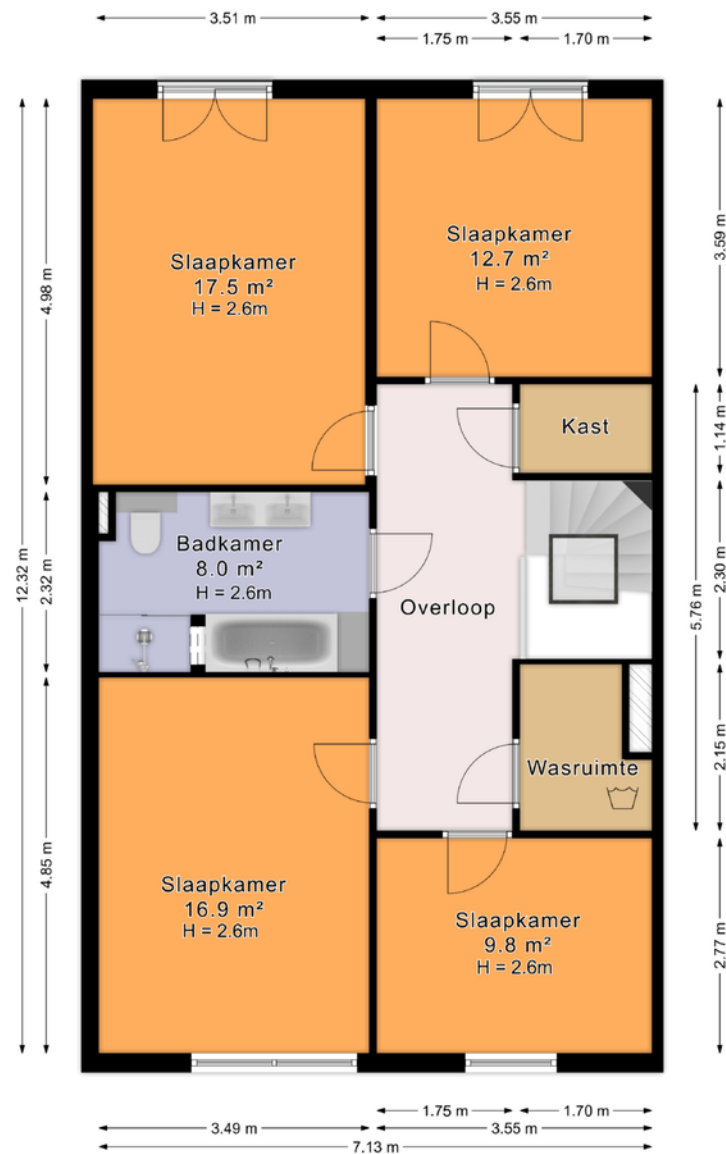 3.51 m
3.55 m
1.75 m
1.70 m
12.32 m
4.98 m
2.32 m
4.85 m
3.59 m
1.14 m
2.30 m
5.76 m
2.15 m
2.77 m
Slaapkamer
17.5 m²
H = 2.6m
Slaapkamer
12.7 m²
H = 2.6m
Kast
Badkamer
8.0 m²
H = 2.6m
Overloop
Wasruimte
Slaapkamer
16.9 m²
H = 2.6m
Slaapkamer
9.8 m²
H = 2.6m
1.75 m
1.70 m
3.49 m
3.55 m
7.13 m